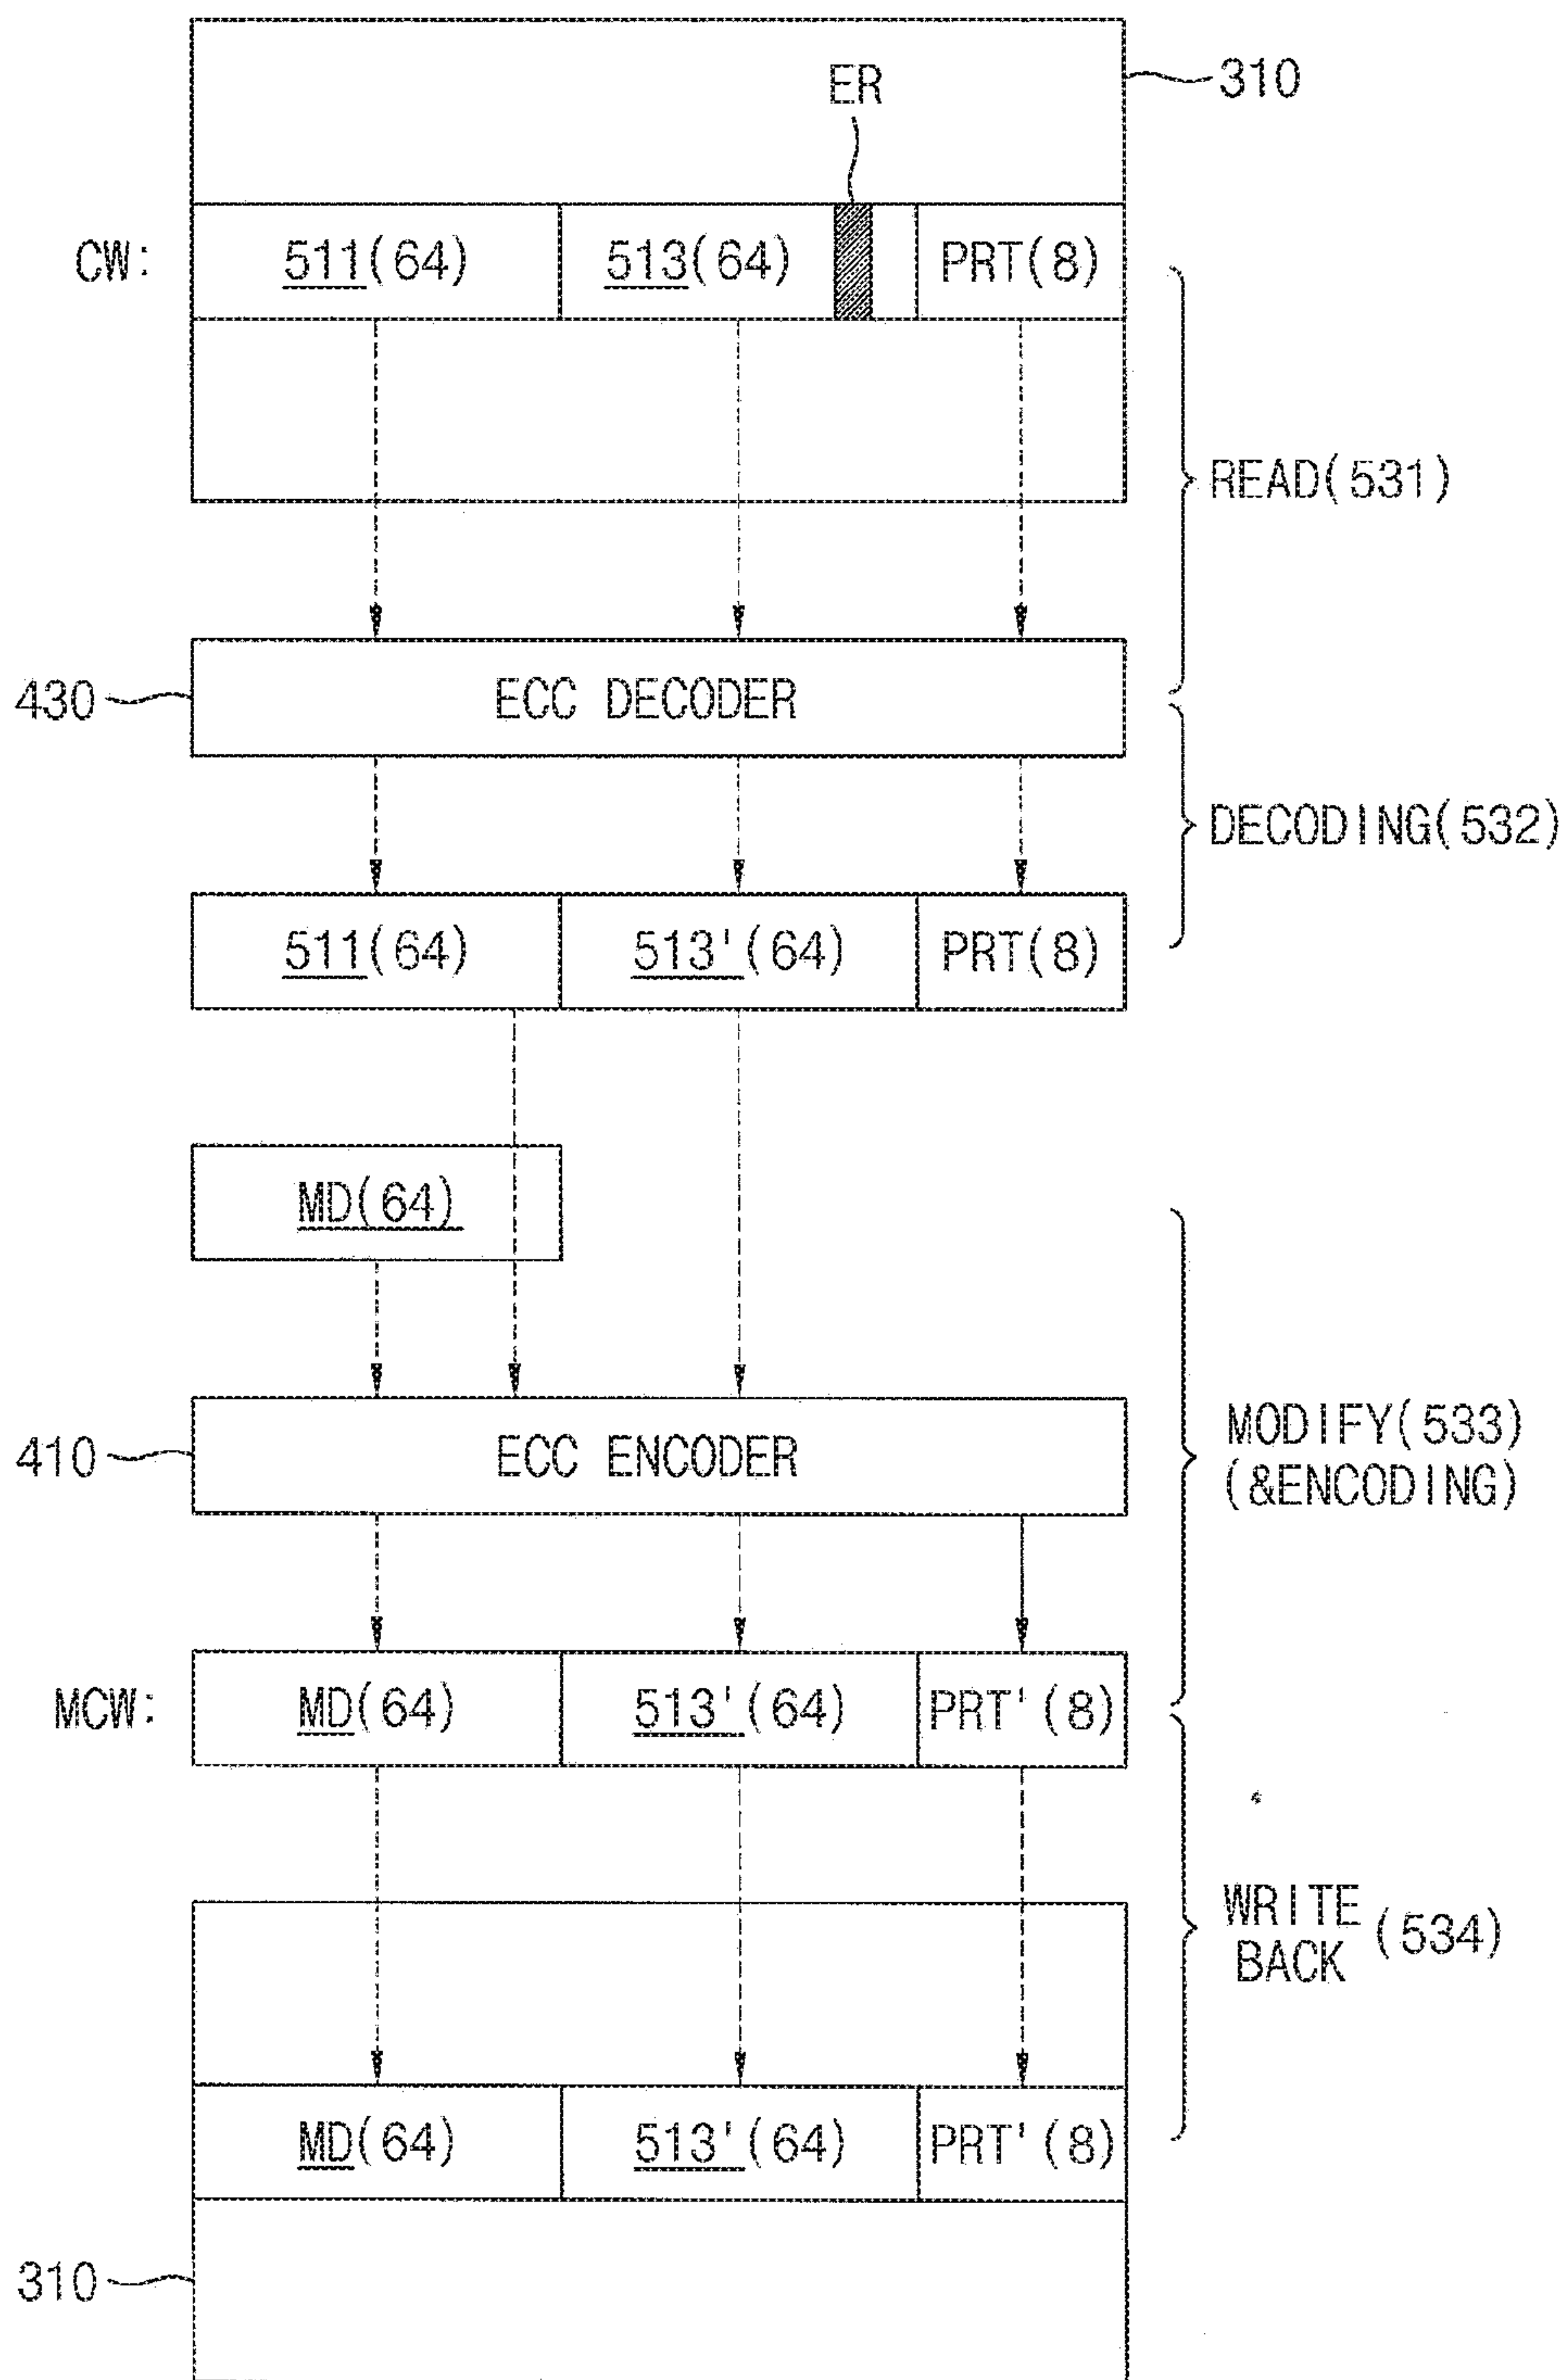 ER
310
CW: 511(64) 513(64) PRT(8)
READ(531)
430 ECC DECODER
DECODING(532)
511(64) 513'(64) PRT(8)
MD(64)
410 ECC ENCODER
MODIFY(533)
(&ENCODING)
MCW: MD(64) 513'(64) PRT'(8)
WRITE
BACK (534)
MD(64) 513'(64) PRT'(8)
310